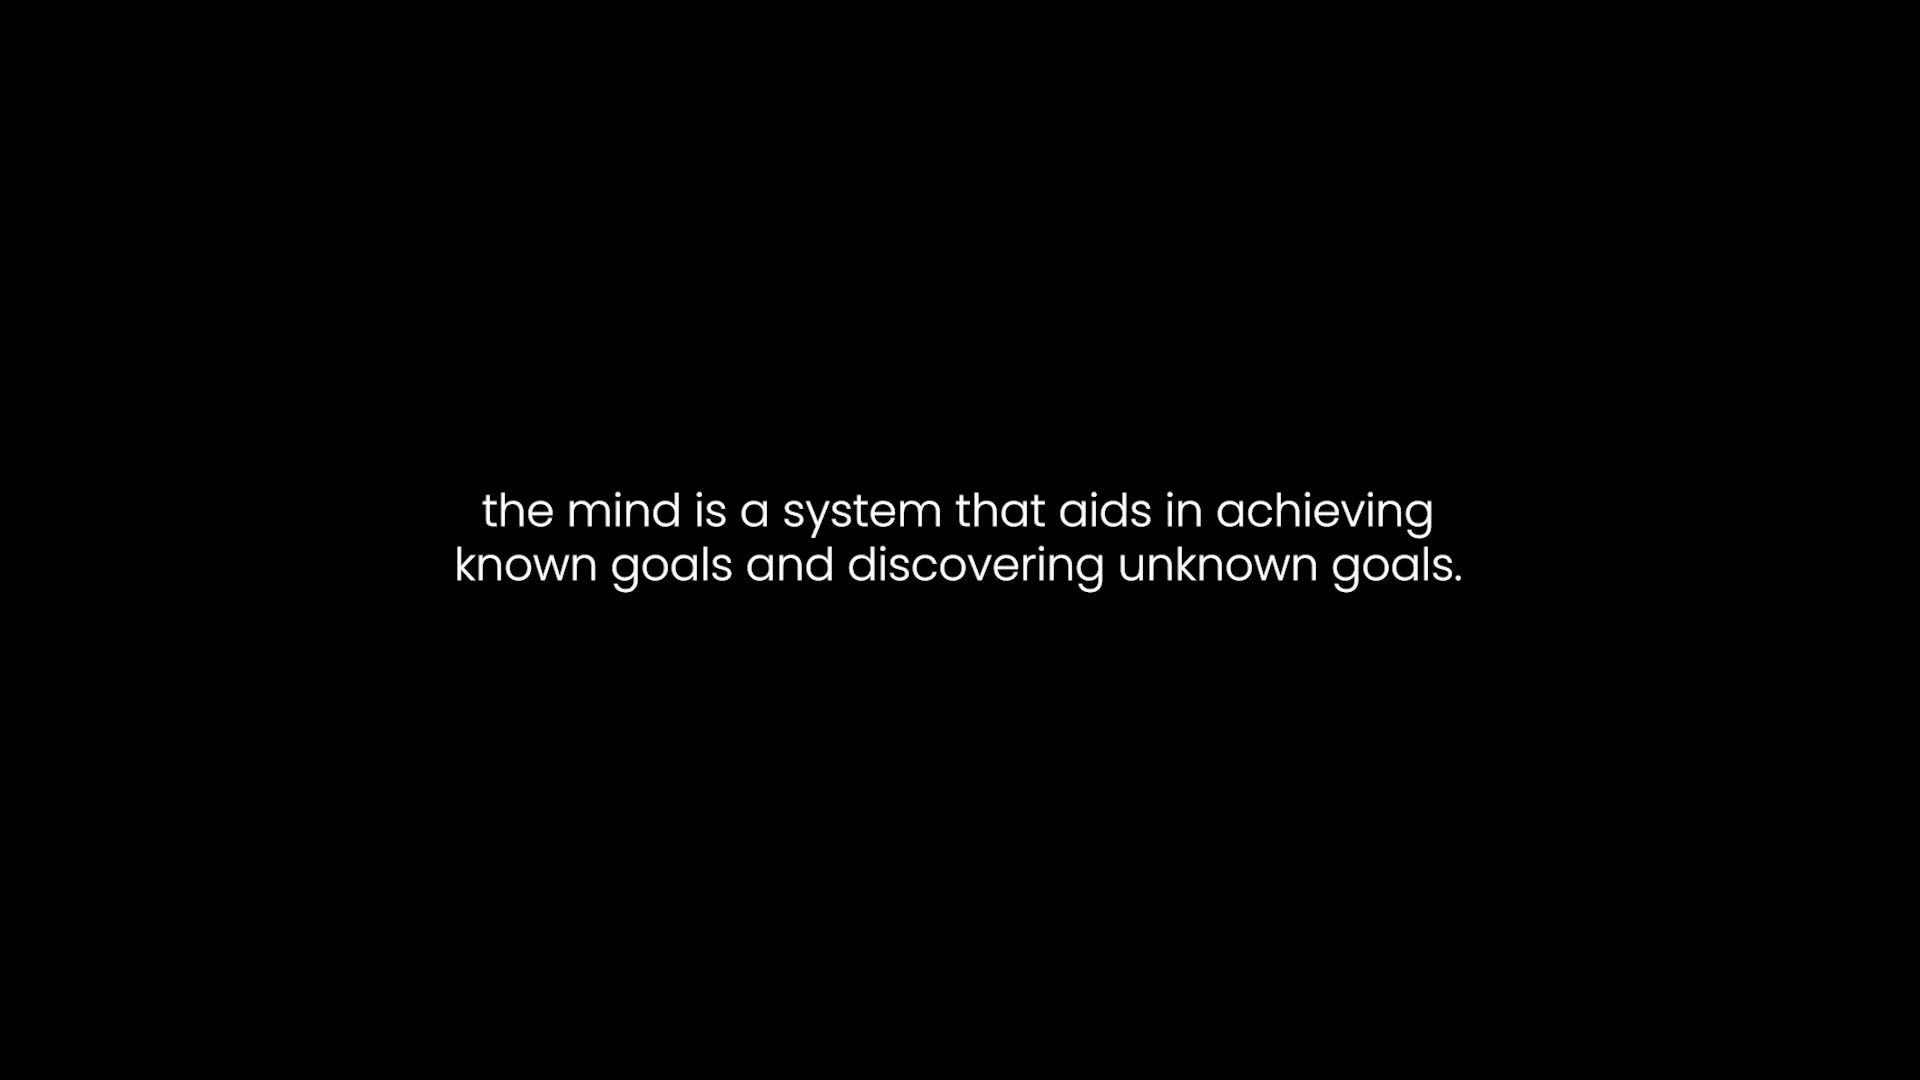 the mind is a system that aids in achieving
known goals and discovering unknown goals.